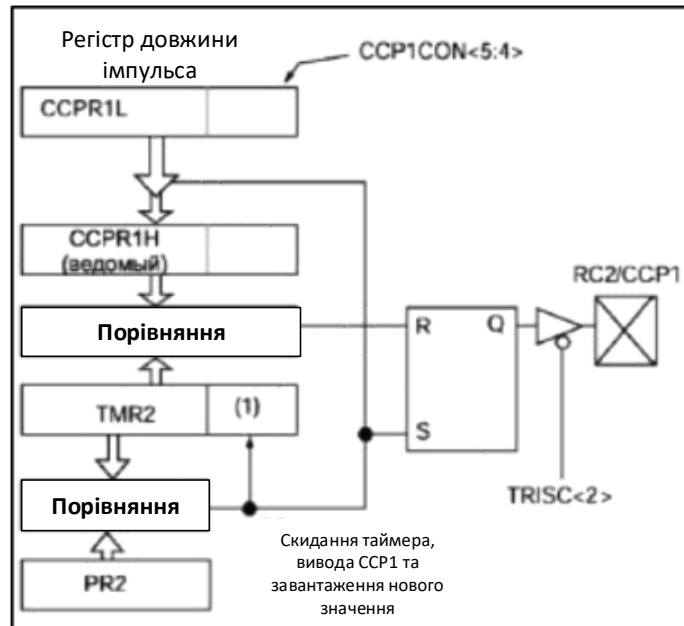 Регістр довжини
імпульса
CCP1CON<5:4>
CCPR1L
CCPR1H
(ведомый)
RC2/CCP1
Порівняння
R
Q
TMR2
(1)
S
Порівняння
TRISC<2>
Скидання таймера,
вивода CCP1 та
завантаження нового
значення
PR2